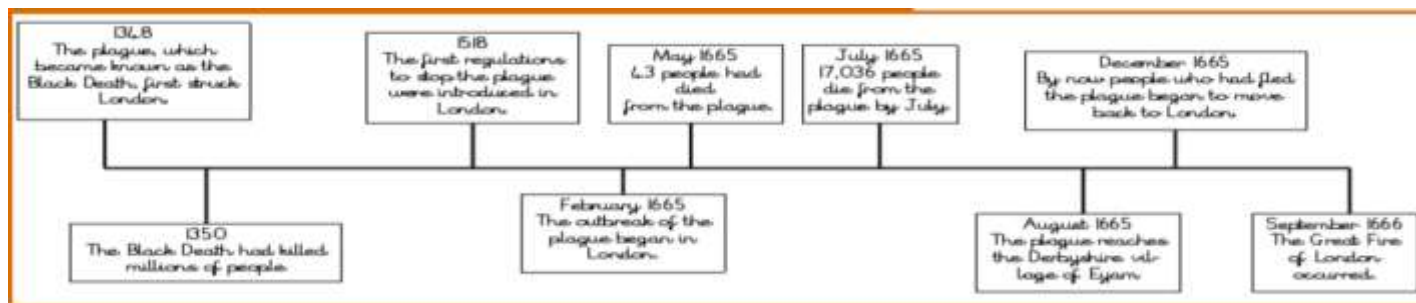 1348
The plague, which
became known as the
Black Death, first struck
London.
1350
The Black Death had killed
millions of people
1518
The first regulations
to stop the plague
were introduced in
London.
February 1665
The outbreak of the
plague began in
London.
May 1665
43 people had
died
from the plague.
July 1665
17,036 people
die from the
plague by July
August 1665
The plague reaches
the Derbyshire vil-
lage of Eyam
December 1665
By now people who had fled
the plague began to move
back to London
September 1666
The Great Fire
of London
occurred.